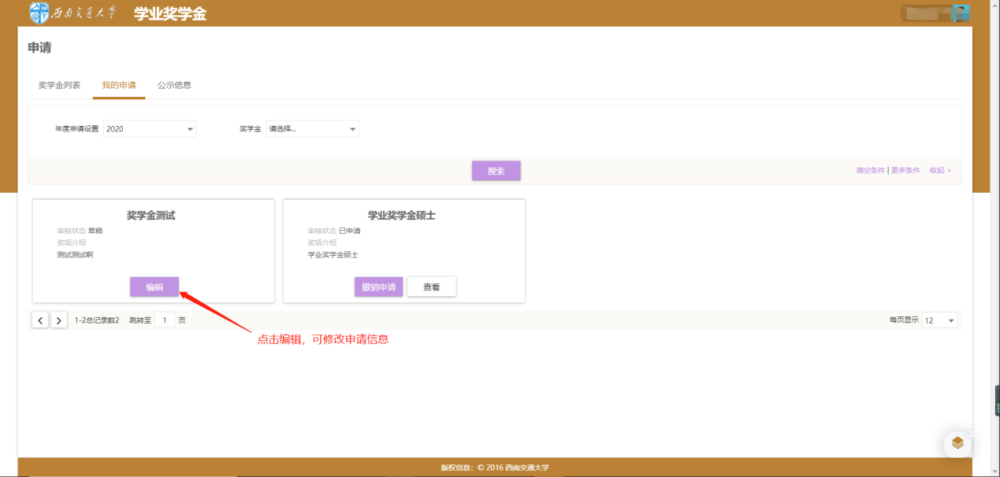 西南交通大学 学业奖学金
申请
奖学金列表 我的申请 公示信息
年度申请设置 2020 奖学金 请选择...
搜索 清空条件 | 更多条件 收起 >
奖学金测试
审核状态 草稿
奖项介绍
测试测试啊
编辑
学业奖学金硕士
审核状态 已申请
奖项介绍
学业奖学金硕士
撤销申请 查看
1-2总记录数2 跳转至 1 页 每页显示 12
点击编辑，可修改申请信息
版权信息：© 2016 西南交通大学